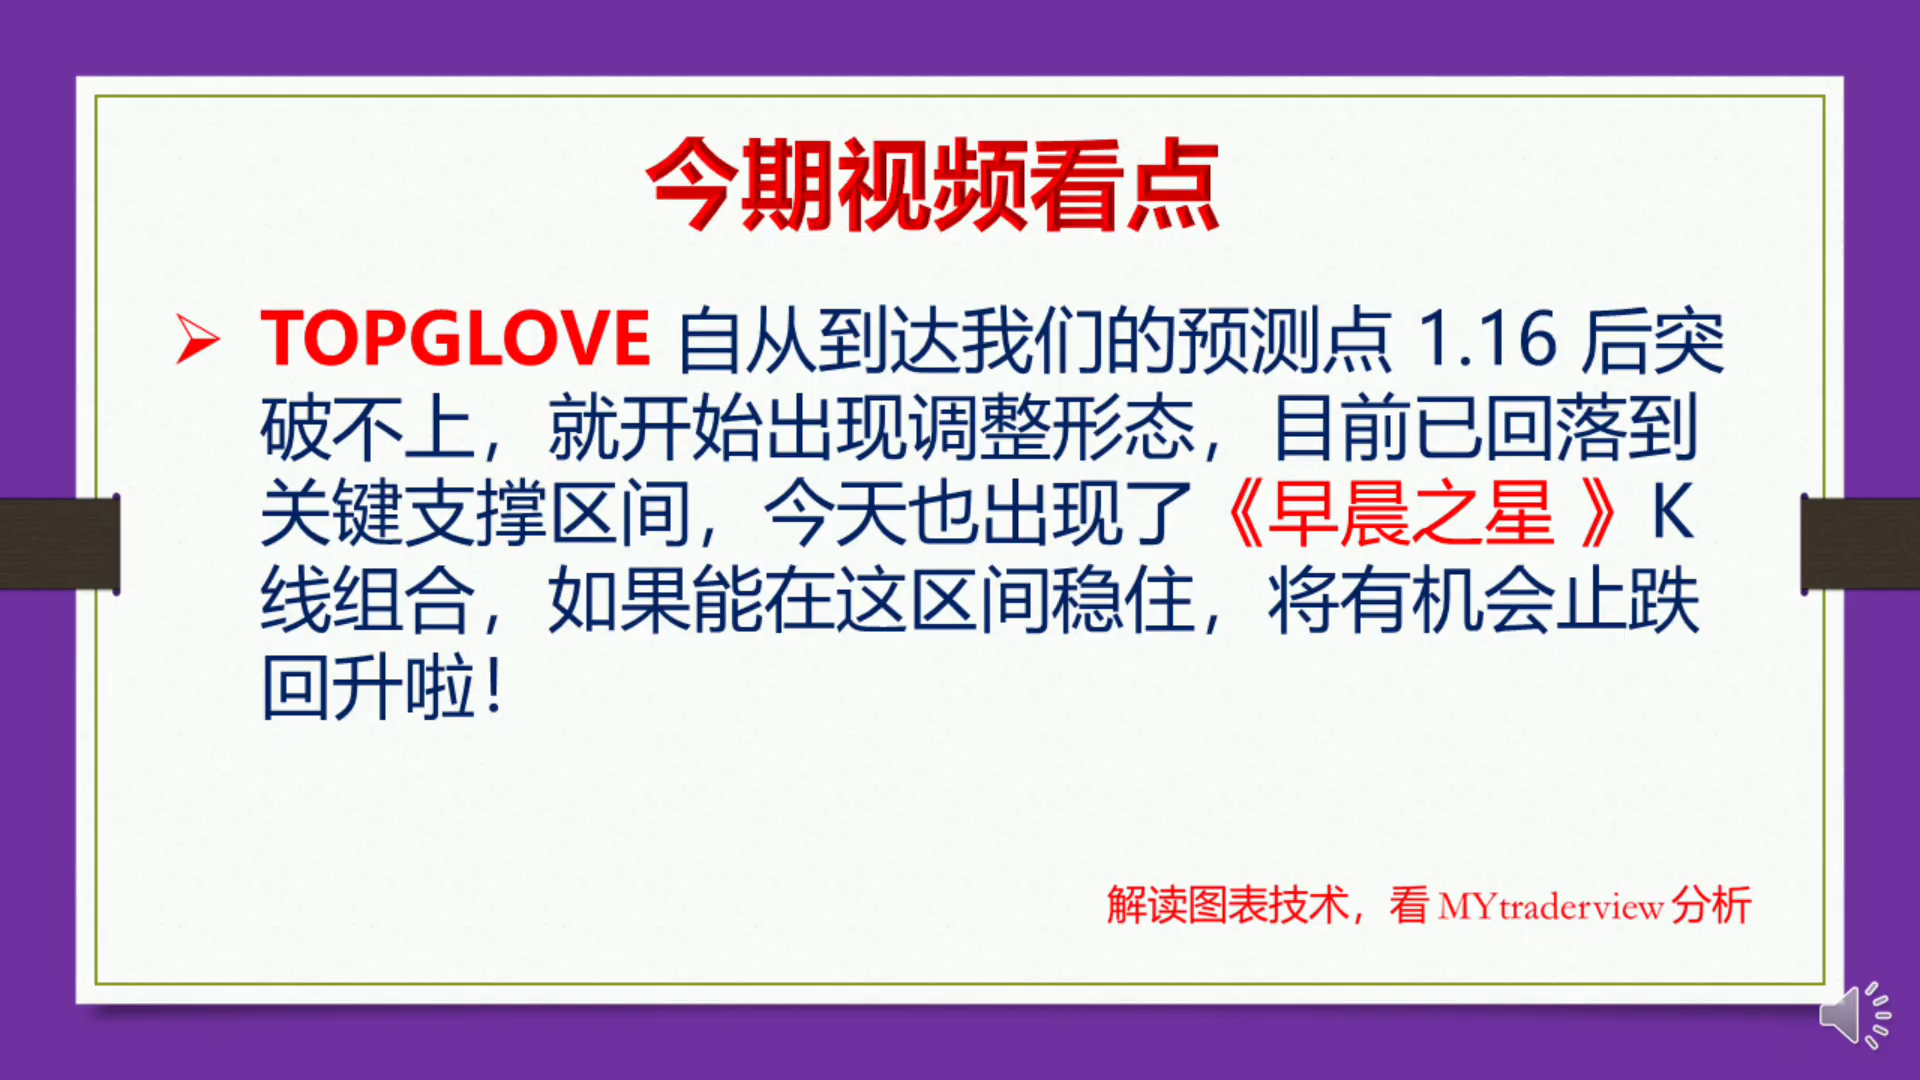 今期视频看点
TOPGLOVE 自从到达我们的预测点 1.16 后突
破不上，就开始出现调整形态，目前已回落到
关键支撑区间，今天也出现了《早晨之星 》K
线组合，如果能在这区间稳住，将有机会止跌
回升啦！
解读图表技术，看 MYtraderview 分析